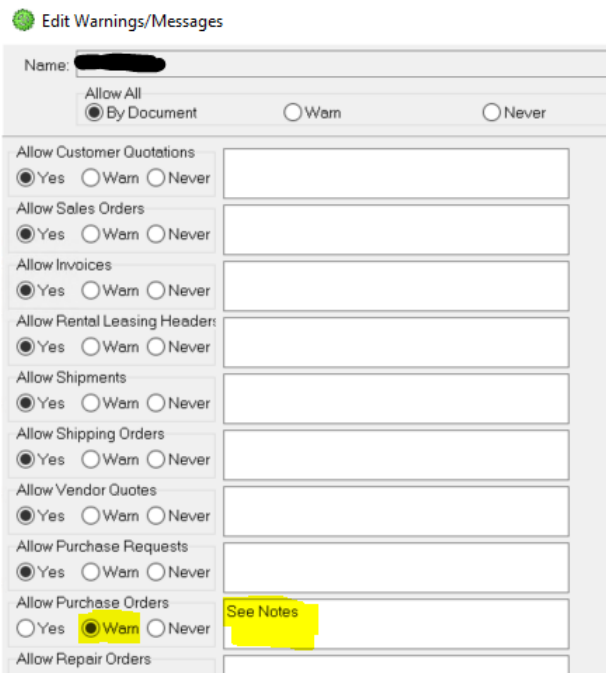 Edit Warnings/Messages
Name:
Allow All
By Document Warn Never
Allow Customer Quotations
Yes Warn Never
Allow Sales Orders
Yes Warn Never
Allow Invoices
Yes Warn Never
Allow Rental Leasing Headers
Yes Warn Never
Allow Shipments
Yes Warn Never
Allow Shipping Orders
Yes Warn Never
Allow Vendor Quotes
Yes Warn Never
Allow Purchase Requests
Yes Warn Never
Allow Purchase Orders
Yes Warn Never See Notes
Allow Repair Orders